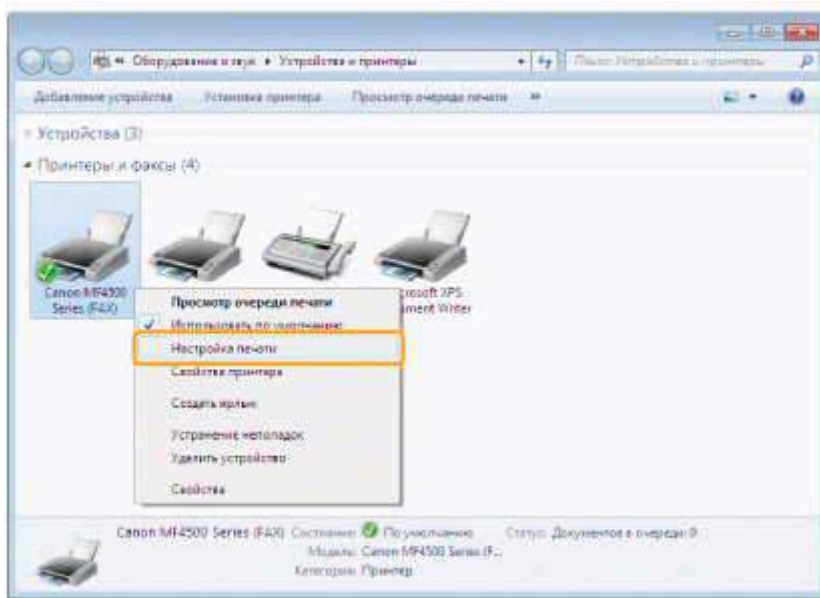 Оборудование и звук ▸ Устройства и принтеры
Поиск: Устройства и принтеры
Добавление устройства Установка принтера Просмотр очереди печати »
Устройства (3)
Принтеры и факсы (4)
Canon MF4500 Series (FAX)
Microsoft XPS Document Writer
Просмотр очереди печати
Использовать по умолчанию
Настройка печати
Свойства принтера
Создать ярлык
Устранение неполадок
Удалить устройство
Свойства
Canon MF4500 Series (FAX) Состояние: По умолчанию Статус: Документов в очереди: 0
Модель: Canon MF4500 Series (F...
Категория: Принтер